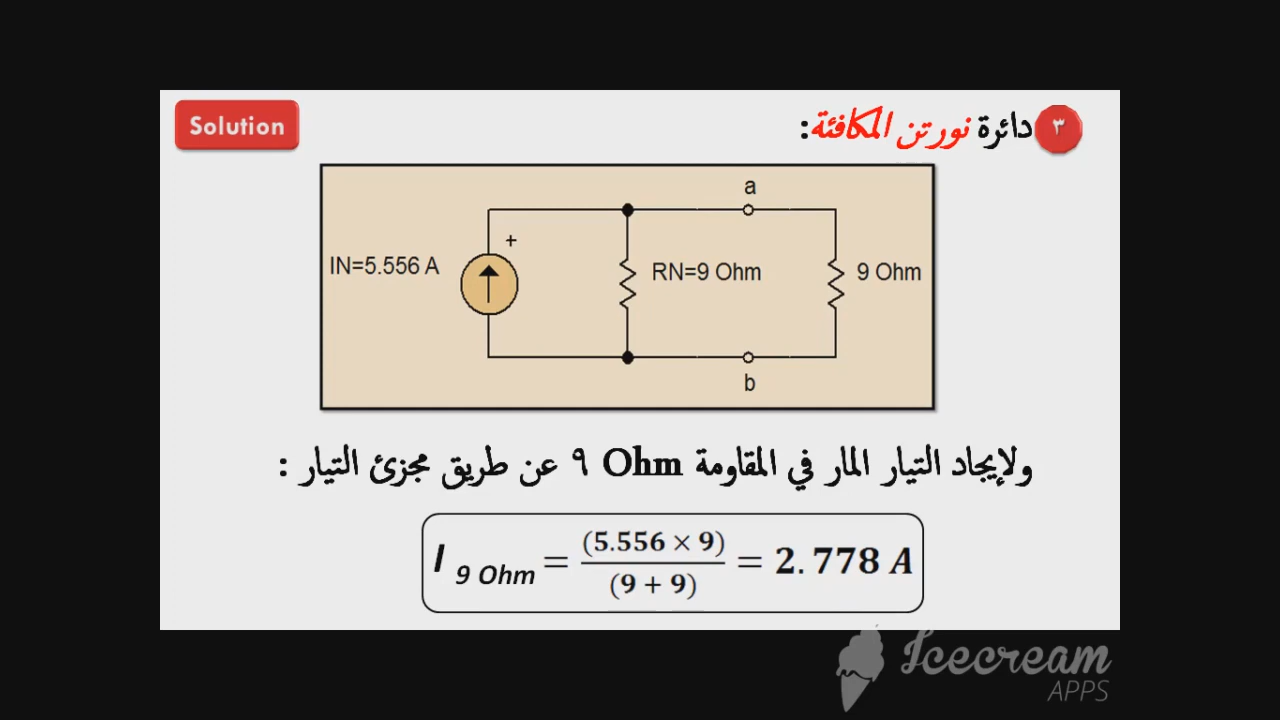 Solution
٣ دائرة نورتن المكافئة:
a
+
IN=5.556 A
RN=9 Ohm
9 Ohm
b
ولإيجاد التيار المار في المقاومة ٩ Ohm عن طريق مجزئ التيار :
I 9 Ohm = (5.556 × 9) / (9 + 9) = 2.778 A
Icecream
APPS